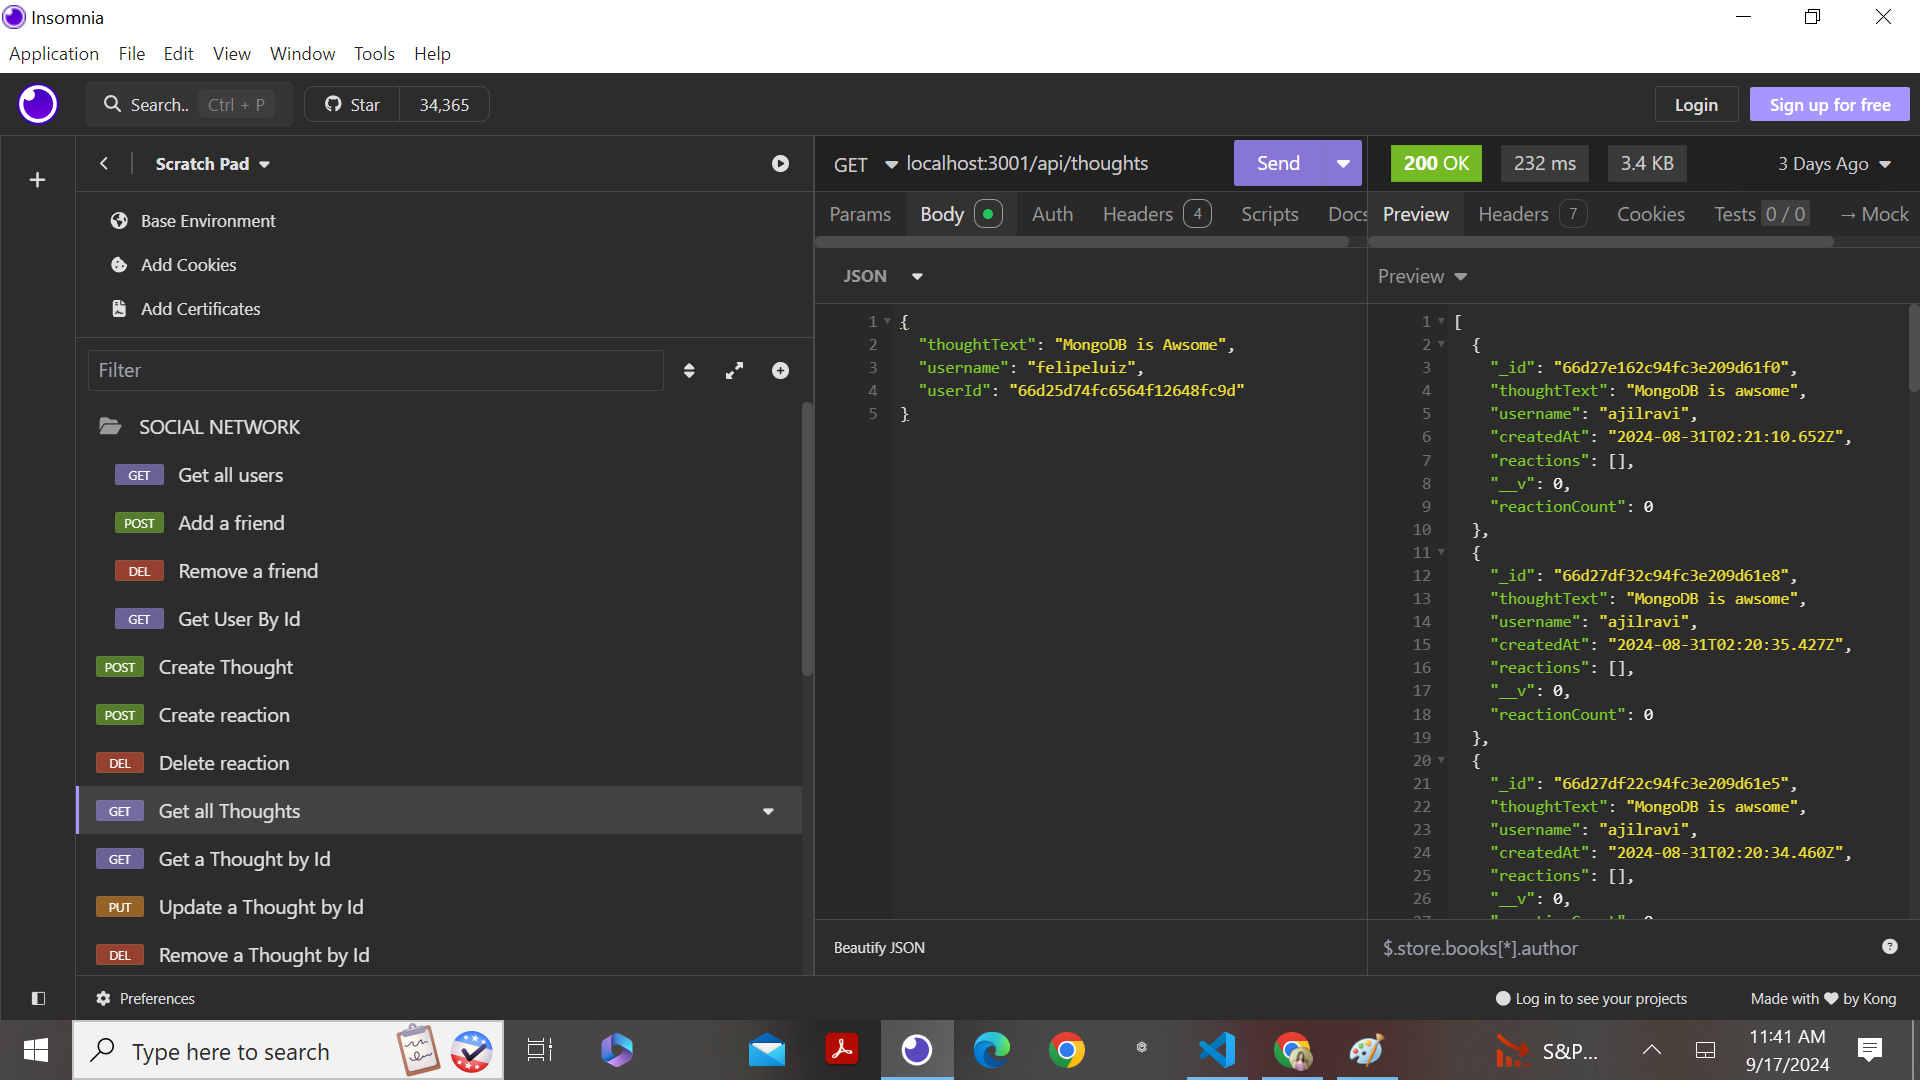 Insomnia
Application File Edit View Window Tools Help
Search.. Ctrl + P Star 34,365 Login Sign up for free
Scratch Pad
Base Environment
Add Cookies
Add Certificates
Filter
SOCIAL NETWORK
GET Get all users
POST Add a friend
DEL Remove a friend
GET Get User By Id
POST Create Thought
POST Create reaction
DEL Delete reaction
GET Get all Thoughts
GET Get a Thought by Id
PUT Update a Thought by Id
DEL Remove a Thought by Id
Preferences
GET localhost:3001/api/thoughts Send
Params Body Auth Headers 4 Scripts Docs
JSON
1 {
2 "thoughtText": "MongoDB is Awsome",
3 "username": "felipeluiz",
4 "userId": "66d25d74fc6564f12648fc9d"
5 }
Beautify JSON
200 OK 232 ms 3.4 KB 3 Days Ago
Preview Headers 7 Cookies Tests 0 / 0 → Mock
Preview
1 [
2 {
3 "_id": "66d27e162c94fc3e209d61f0",
4 "thoughtText": "MongoDB is awsome",
5 "username": "ajilravi",
6 "createdAt": "2024-08-31T02:21:10.652Z",
7 "reactions": [],
8 "__v": 0,
9 "reactionCount": 0
10 },
11 {
12 "_id": "66d27df32c94fc3e209d61e8",
13 "thoughtText": "MongoDB is awsome",
14 "username": "ajilravi",
15 "createdAt": "2024-08-31T02:20:35.427Z",
16 "reactions": [],
17 "__v": 0,
18 "reactionCount": 0
19 },
20 {
21 "_id": "66d27df22c94fc3e209d61e5",
22 "thoughtText": "MongoDB is awsome",
23 "username": "ajilravi",
24 "createdAt": "2024-08-31T02:20:34.460Z",
25 "reactions": [],
26 "__v": 0,
$.store.books[*].author
Log in to see your projects Made with by Kong
Type here to search
S&P...
11:41 AM
9/17/2024